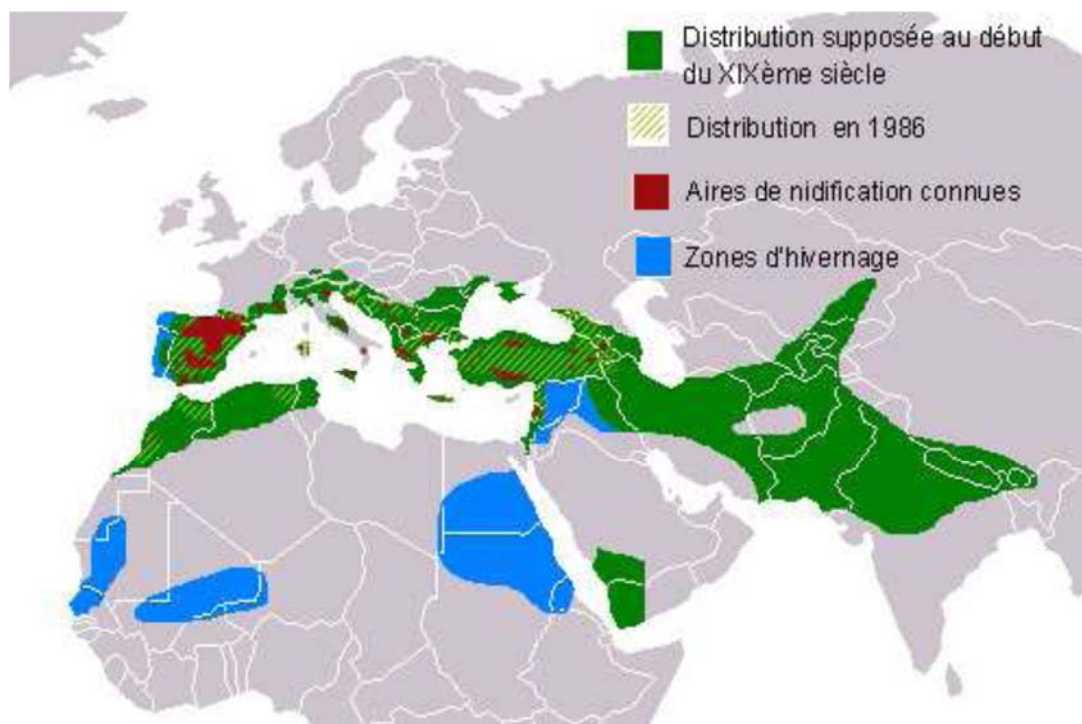 Distribution supposée au début
du XIXème siècle
Distribution en 1986
Aires de nidification connues
Zones d'hivernage